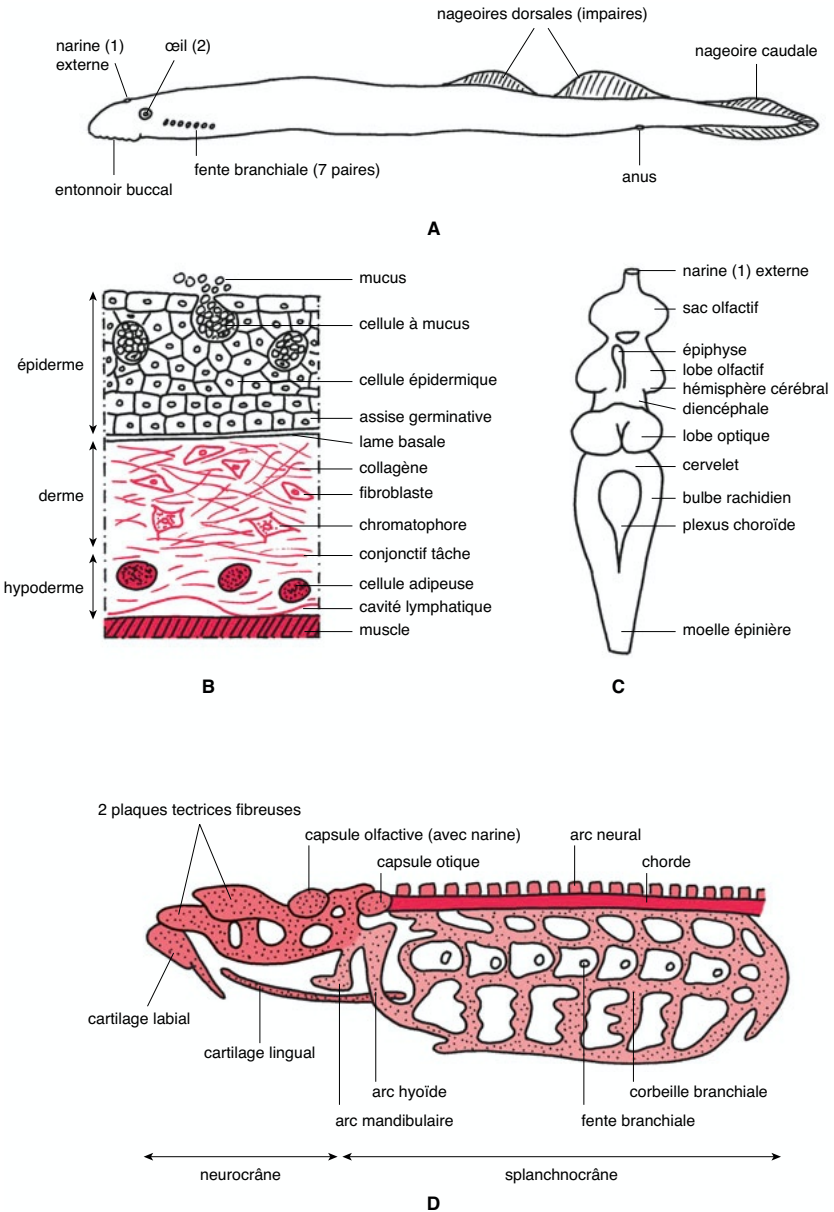 nageoires dorsales (impaires)
narine (1)
externe
œil (2)
nageoire caudale
fente branchiale (7 paires)
entonnoir buccal
anus
A
mucus
cellule à mucus
épiderme
cellule épidermique
assise germinative
lame basale
collagène
derme
fibroblaste
chromatophore
conjonctif tâche
hypoderme
cellule adipeuse
cavité lymphatique
muscle
B
narine (1) externe
sac olfactif
épiphyse
lobe olfactif
hémisphère cérébral
diencéphale
lobe optique
cervelet
bulbe rachidien
plexus choroïde
moelle épinière
C
2 plaques tectrices fibreuses
capsule olfactive (avec narine)
arc neural
capsule otique
chorde
cartilage labial
cartilage lingual
arc hyoïde
corbeille branchiale
arc mandibulaire
fente branchiale
neurocrâne
splanchnocrâne
D